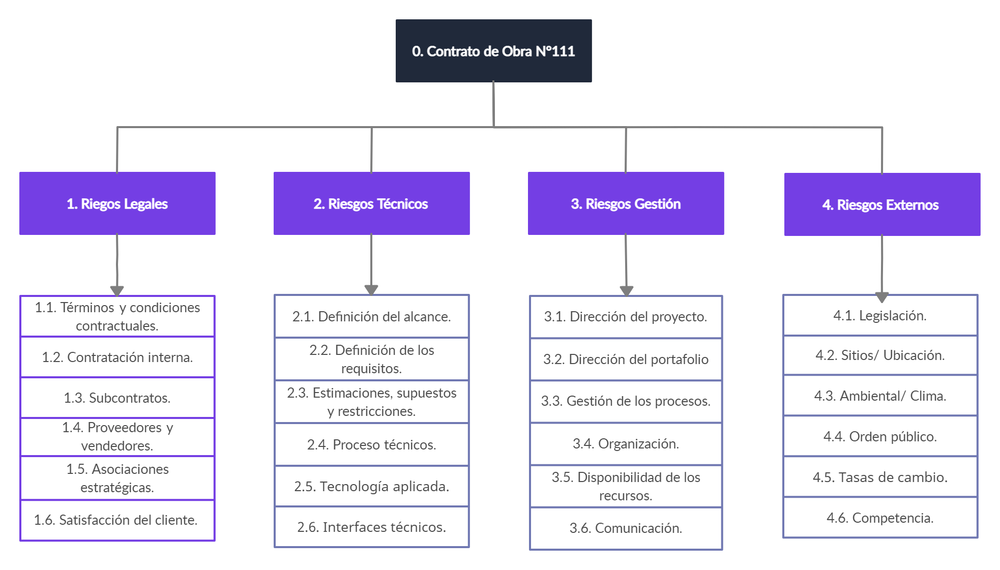 0. Contrato de Obra N°111
1. Riegos Legales
2. Riesgos Técnicos
3. Riesgos Gestión
4. Riesgos Externos
1.1. Términos y condiciones
contractuales.
1.2. Contratación interna.
1.3. Subcontratos.
1.4. Proveedores y
vendedores.
1.5. Asociaciones
estratégicas.
1.6. Satisfacción del cliente.
2.1. Definición del alcance.
2.2. Definición de los
requisitos.
2.3. Estimaciones, supuestos
y restricciones.
2.4. Proceso técnicos.
2.5. Tecnología aplicada.
2.6. Interfaces técnicos.
3.1. Dirección del proyecto.
3.2. Dirección del portafolio
3.3. Gestión de los procesos.
3.4. Organización.
3.5. Disponibilidad de los
recursos.
3.6. Comunicación.
4.1. Legislación.
4.2. Sitios/ Ubicación.
4.3. Ambiental/ Clima.
4.4. Orden público.
4.5. Tasas de cambio.
4.6. Competencia.